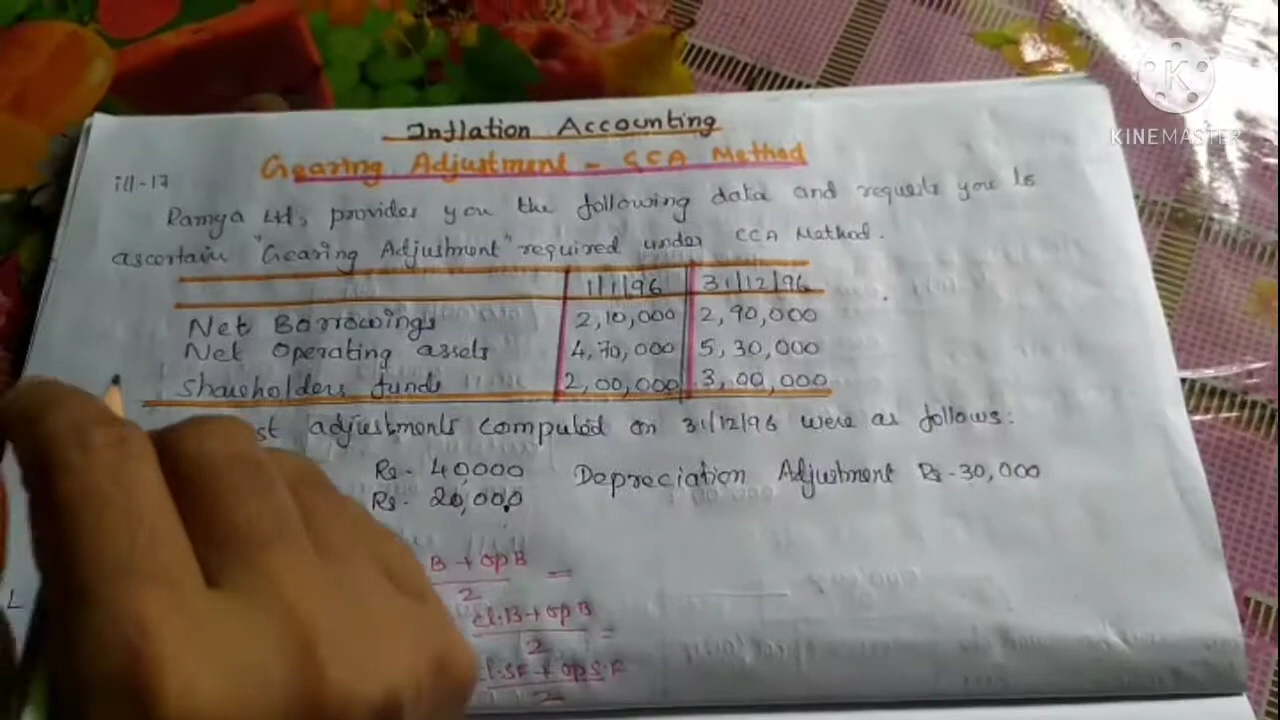 Inflation Accounting
Gearing Adjustment - CCA Method
ill-17
Ramya Ltd, provides you the following data and requests you to
ascertain "Gearing Adjustment" required under CCA Method.
1/1/96 31/12/96
Net Borrowings 2,10,000 2,90,000
Net Operating assets 4,70,000 5,30,000
Shareholders funds 2,00,000 3,00,000
st adjustments computed on 31/12/96 were as follows:
Rs- 40,000 Depreciation Adjustment Rs-30,000
Rs. 20,000
B + op B
2
=
cl.B + op B
2
=
l.SF + op S.F
2
L
K
KINEMASTER